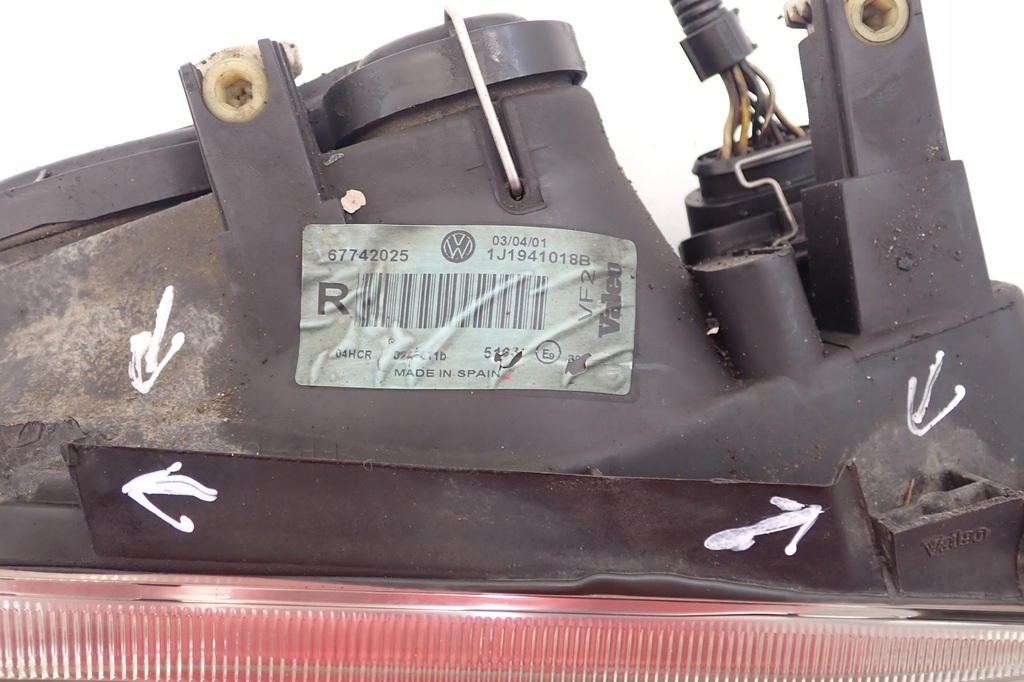 67742025
03/04/01
1J1941018B
R
VF2
Valeo
04HCR
E9
MADE IN SPAIN
Valeo